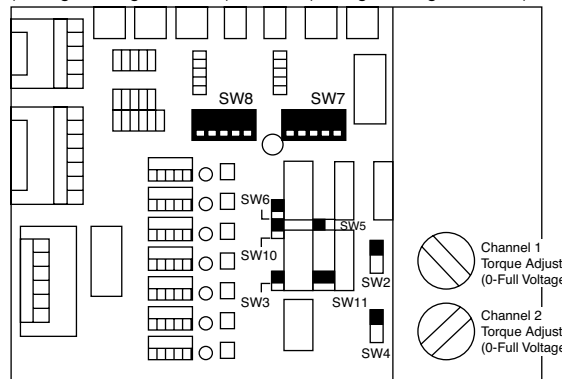 SW8 SW7
SW6
SW5
SW10
SW3
SW11
SW2
SW4
Channel 1
Torque Adjust
(0-Full Voltage
Channel 2
Torque Adjust
(0-Full Voltage